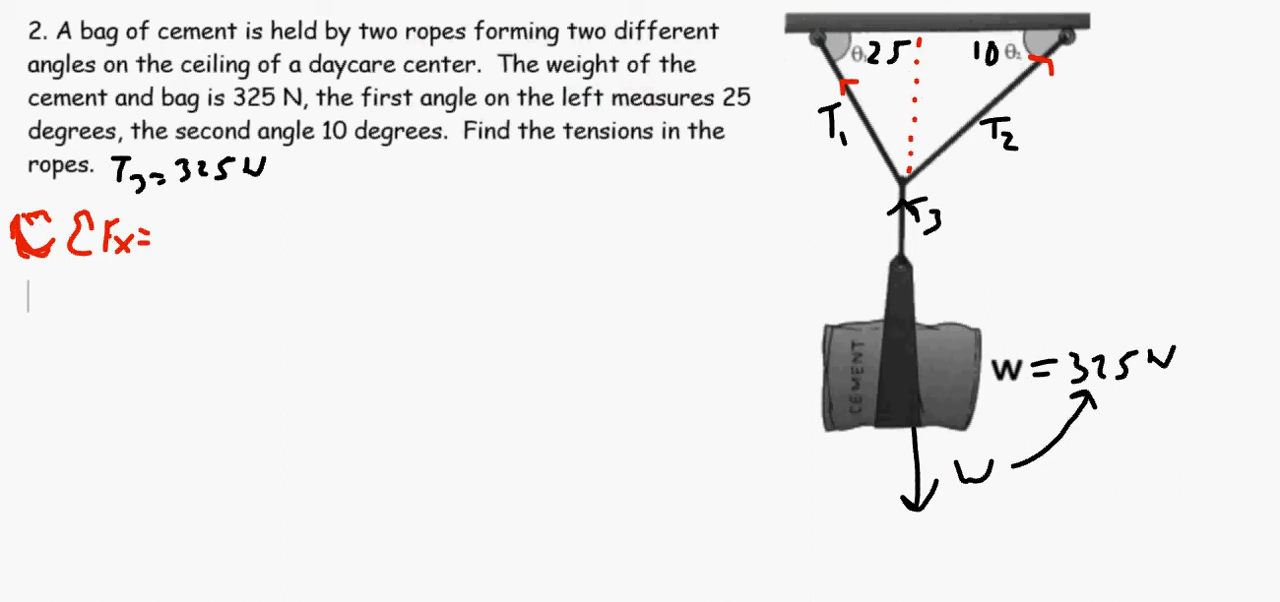 2. A bag of cement is held by two ropes forming two different
angles on the ceiling of a daycare center. The weight of the
cement and bag is 325 N, the first angle on the left measures 25
degrees, the second angle 10 degrees. Find the tensions in the
ropes. T₃ = 325 N
C ΣFx=
θ₁ 25
10 θ₂
T₁
T₂
T₃
CEMENT
W = 325 N
W